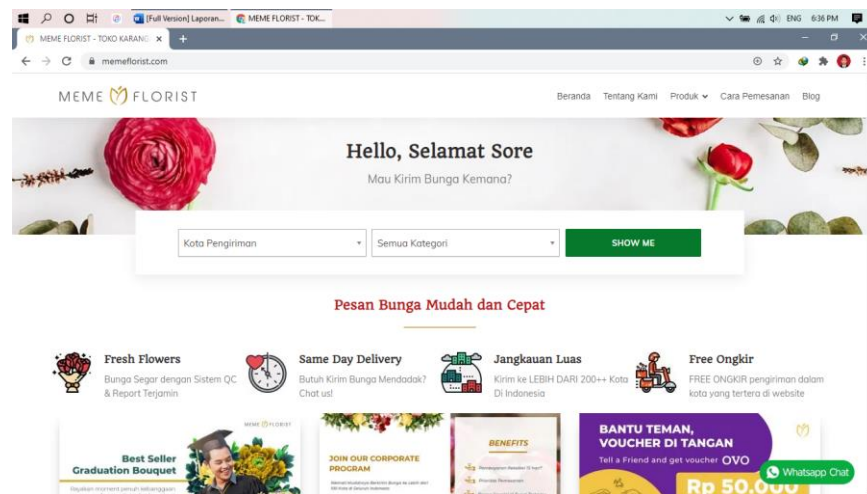 [Full Version] Laporan...
MEME FLORIST - TOK...
ENG 6:36 PM
MEME FLORIST - TOKO KARANG
memeflorist.com
MEME FLORIST
Beranda Tentang Kami Produk Cara Pemesanan Blog
Hello, Selamat Sore
Mau Kirim Bunga Kemana?
Kota Pengiriman
Semua Kategori
SHOW ME
Pesan Bunga Mudah dan Cepat
Fresh Flowers
Bunga Segar dengan Sistem QC
& Report Terjamin
Same Day Delivery
Butuh Kirim Bunga Mendadak?
Chat us!
Jangkauan Luas
Kirim ke LEBIH DARI 200++ Kota
Di Indonesia
Free Ongkir
FREE ONGKIR pengiriman dalam
kota yang tertera di website
MEME FLORIST
Best Seller
Graduation Bouquet
Rayakan moment penuh kebanggaan
JOIN OUR CORPORATE
PROGRAM
BENEFITS
BANTU TEMAN,
VOUCHER DI TANGAN
Tell a Friend and get voucher OVO
Rp 50.000
Whatsapp Chat